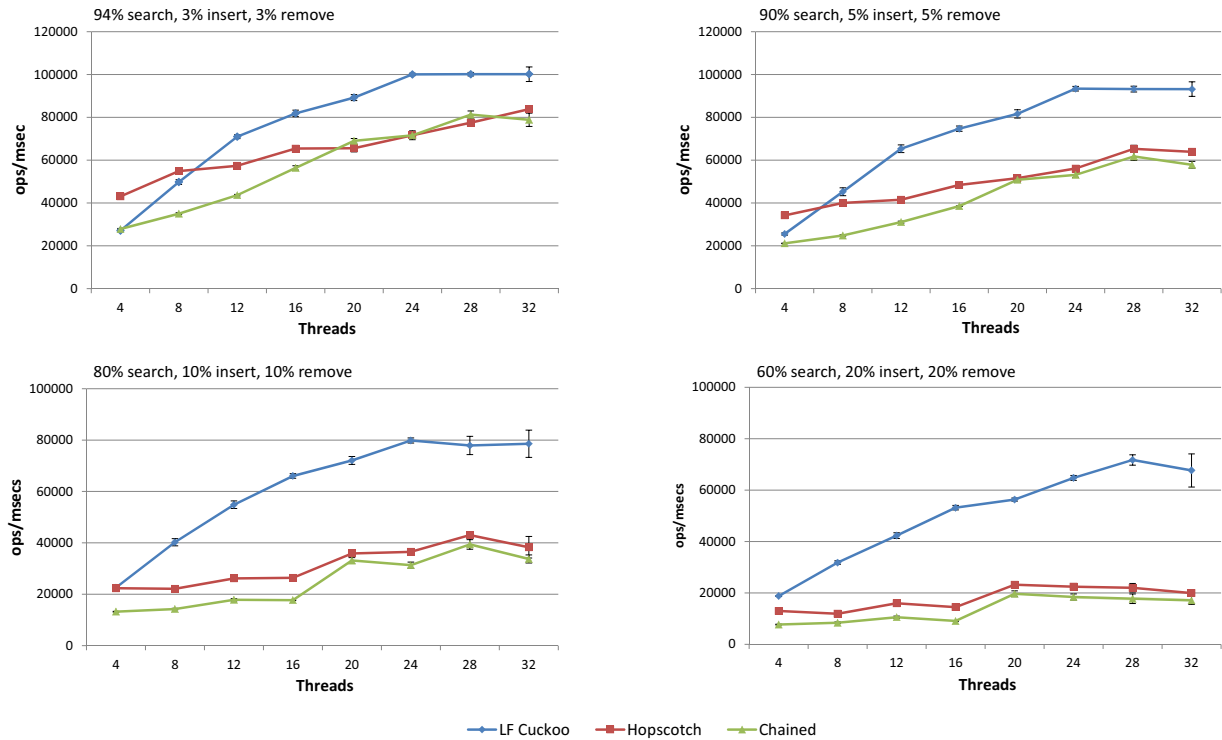 94% search, 3% insert, 3% remove
120000
100000
80000
60000
40000
20000
0
ops/msec
4 8 12 16 20 24 28 32
Threads
90% search, 5% insert, 5% remove
120000
100000
80000
60000
40000
20000
0
ops/msec
4 8 12 16 20 24 28 32
Threads
80% search, 10% insert, 10% remove
100000
80000
60000
40000
20000
0
ops/msecs
4 8 12 16 20 24 28 32
Threads
60% search, 20% insert, 20% remove
100000
80000
60000
40000
20000
0
ops/msecs
4 8 12 16 20 24 28 32
Threads
LF Cuckoo Hopscotch Chained